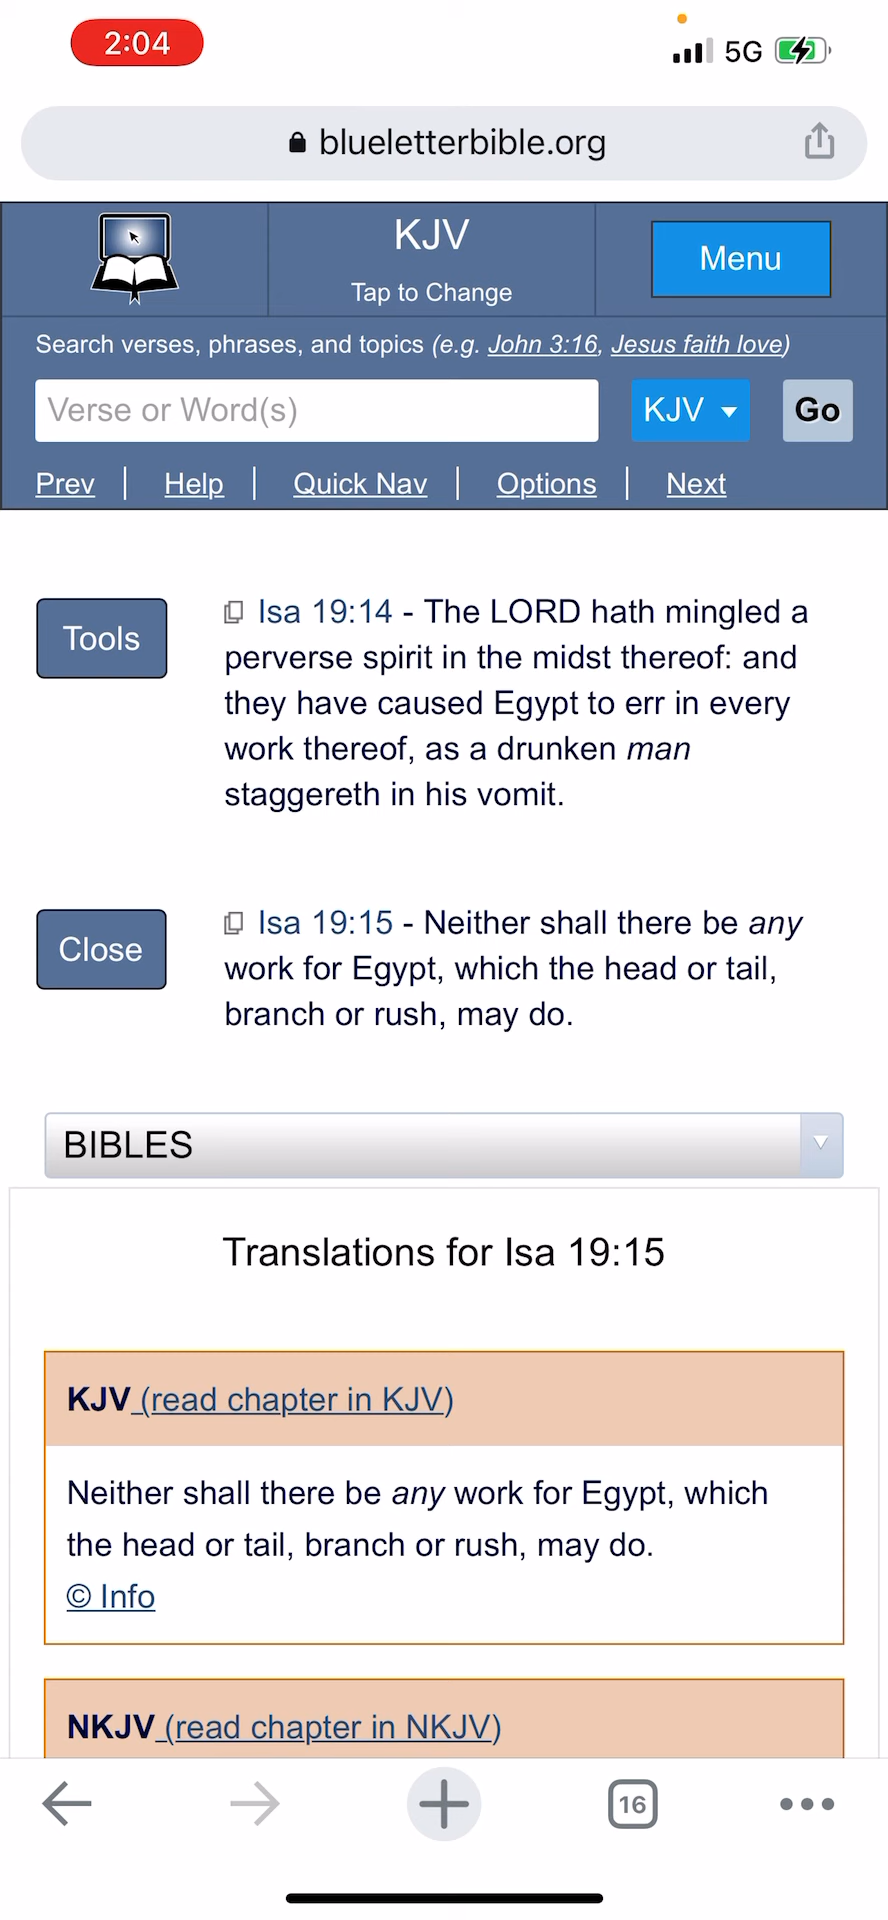 2:04
5G
blueletterbible.org
KJV
Tap to Change
Menu
Search verses, phrases, and topics (e.g. John 3:16, Jesus faith love)
Verse or Word(s)
KJV
Go
Prev | Help | Quick Nav | Options | Next
Tools
Isa 19:14 - The LORD hath mingled a
perverse spirit in the midst thereof: and
they have caused Egypt to err in every
work thereof, as a drunken man
staggereth in his vomit.
Close
Isa 19:15 - Neither shall there be any
work for Egypt, which the head or tail,
branch or rush, may do.
BIBLES
Translations for Isa 19:15
KJV (read chapter in KJV)
Neither shall there be any work for Egypt, which
the head or tail, branch or rush, may do.
© Info
NKJV (read chapter in NKJV)
16